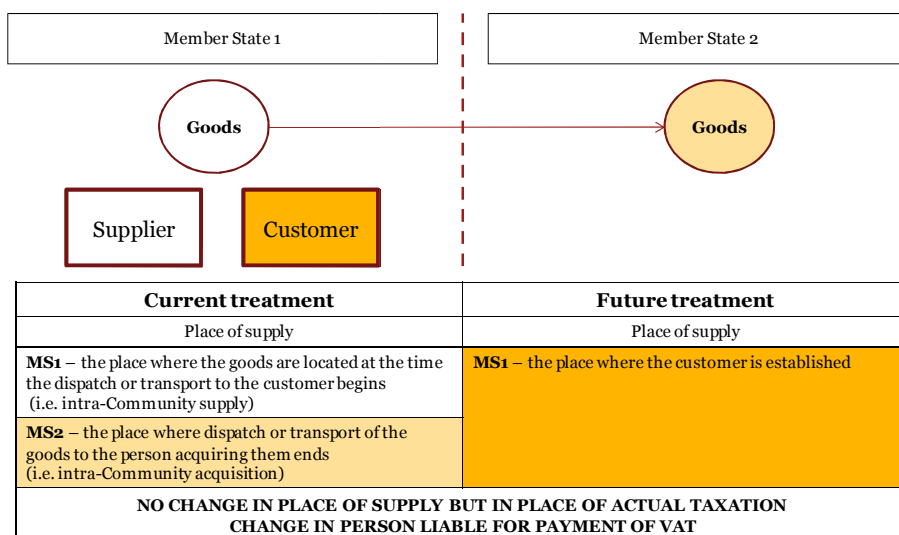 Member State 1
Member State 2
Goods
Goods
Supplier
Customer
Current treatment
Future treatment
Place of supply
Place of supply
MS1 – the place where the goods are located at the time
the dispatch or transport to the customer begins
(i.e. intra-Community supply)
MS1 – the place where the customer is established
MS2 – the place where dispatch or transport of the
goods to the person acquiring them ends
(i.e. intra-Community acquisition)
NO CHANGE IN PLACE OF SUPPLY BUT IN PLACE OF ACTUAL TAXATION
CHANGE IN PERSON LIABLE FOR PAYMENT OF VAT